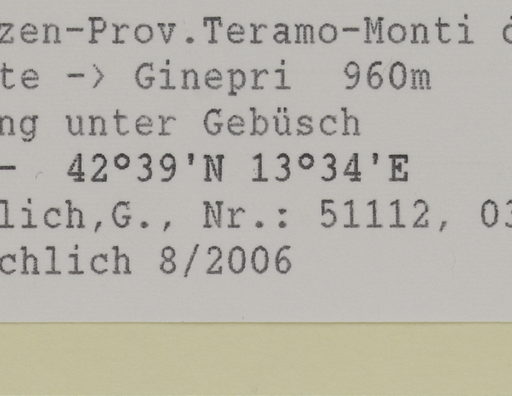 zen-Prov.Teramo-Monti d
te -> Ginepri  960m
ng unter Gebüsch
-  42°39'N 13°34'E
lich,G., Nr.: 51112, 03
chlich 8/2006